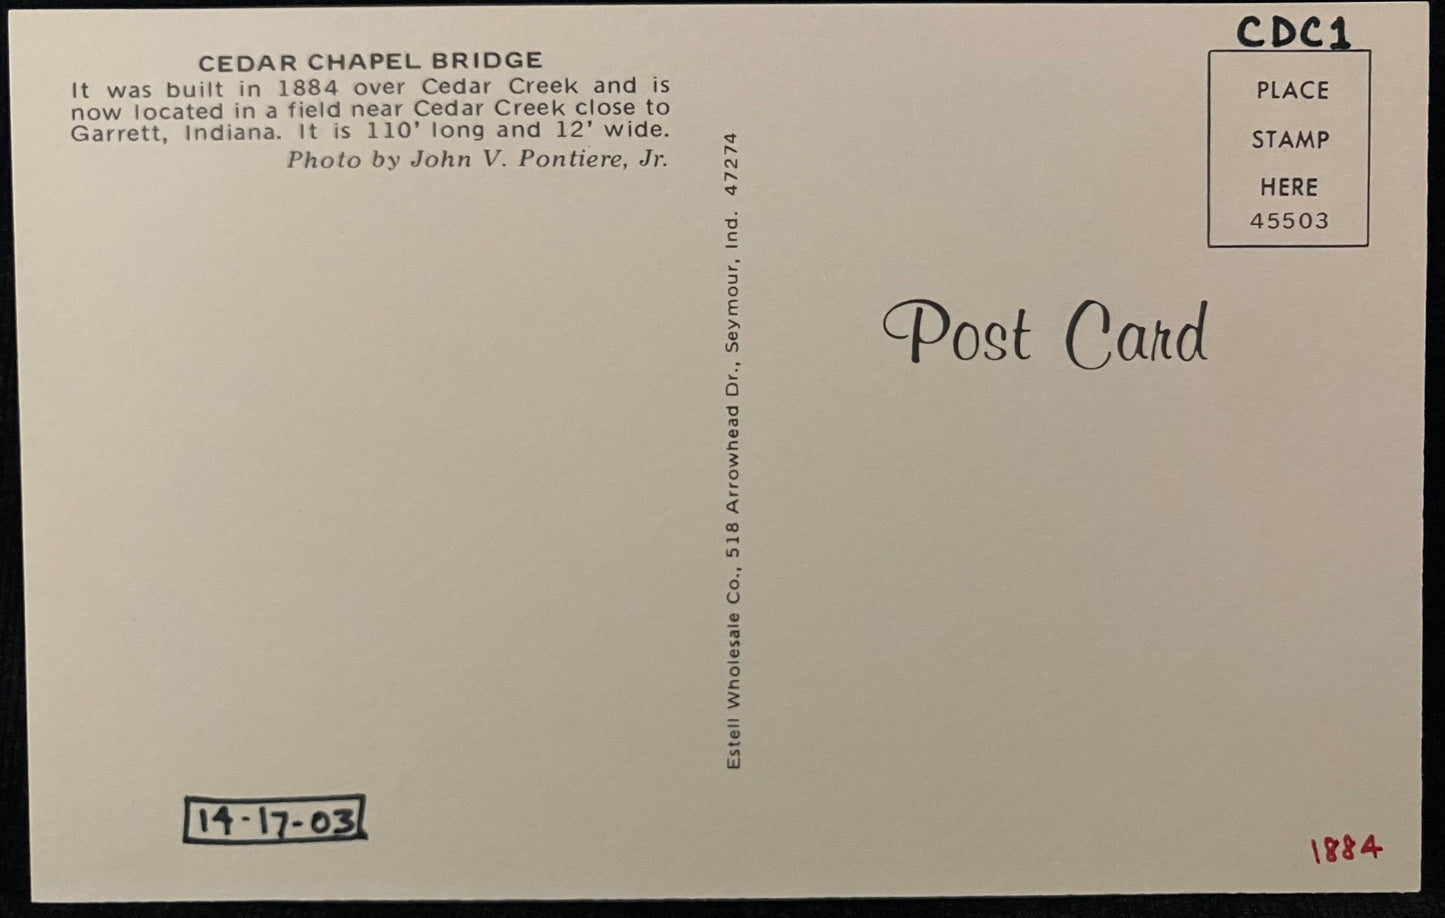 CEDAR CHAPEL BRIDGE
It was built in 1884 over Cedar Creek and is
now located in a field near Cedar Creek close to
Garrett, Indiana. It is 110' long and 12' wide.
Photo by John V. Pontiere, Jr.
14-17-03
Estell Wholesale Co., 518 Arrowhead Dr., Seymour, Ind. 47274
CDC1
PLACE
STAMP
HERE
45503
Post Card
1884